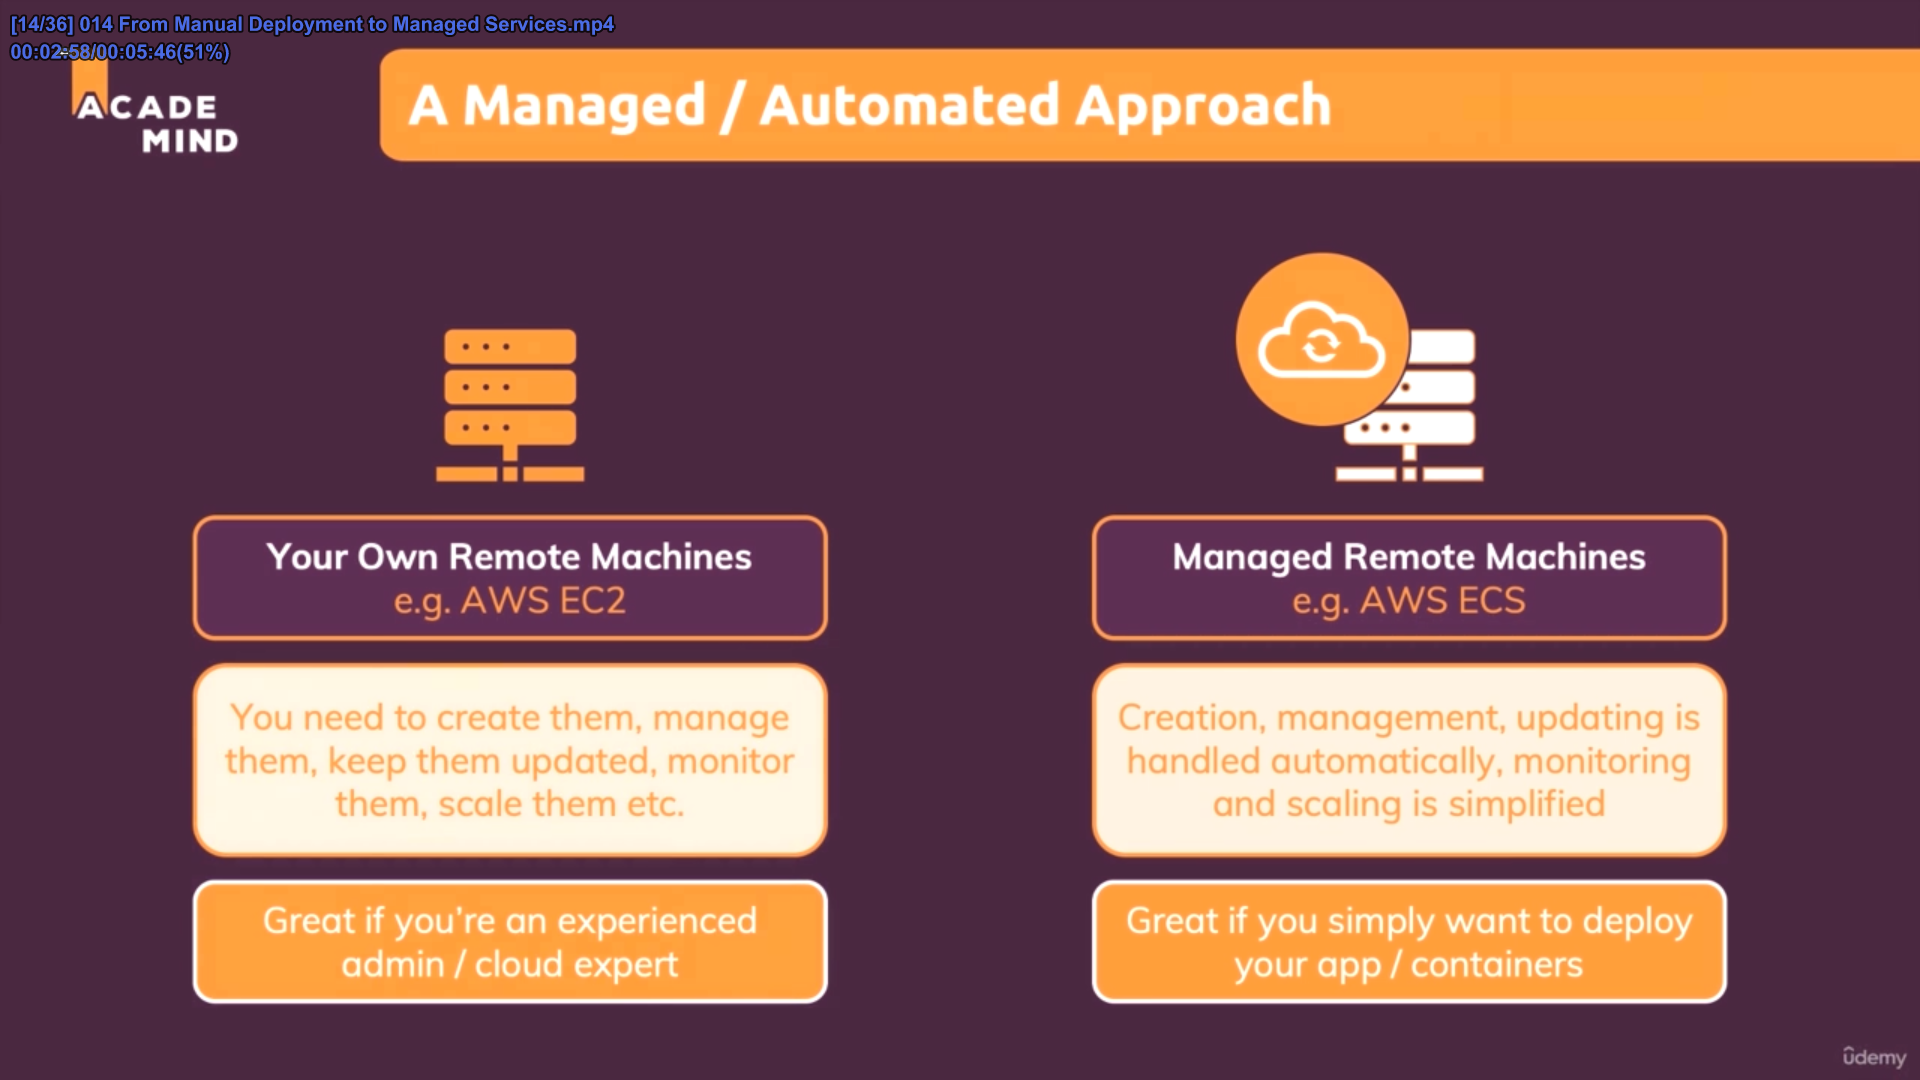 [14/36] 014 From Manual Deployment to Managed Services.mp4
00:02:58/00:05:46(51%)
ACADE
MIND
A Managed / Automated Approach
Your Own Remote Machines
e.g. AWS EC2
You need to create them, manage
them, keep them updated, monitor
them, scale them etc.
Great if you're an experienced
admin / cloud expert
Managed Remote Machines
e.g. AWS ECS
Creation, management, updating is
handled automatically, monitoring
and scaling is simplified
Great if you simply want to deploy
your app / containers
ûdemy